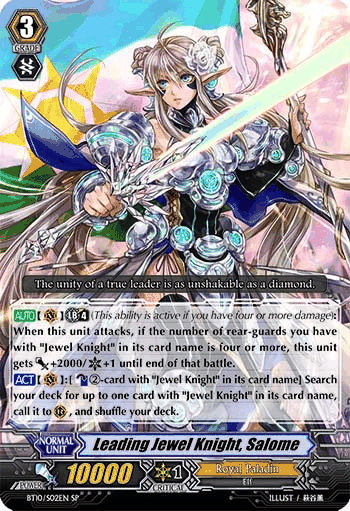 3
GRADE
The unity of a true leader is as unshakable as a diamond.
AUTO [ ] LB4 (This ability is active if you have four or more damage):
When this unit attacks, if the number of rear-guards you have
with "Jewel Knight" in its card name is four or more, this unit
gets +2000/ +1 until end of that battle.
ACT [ ]:[ ②-card with "Jewel Knight" in its card name] Search
your deck for up to one card with "Jewel Knight" in its card name,
call it to , and shuffle your deck.
NORMAL UNIT Leading Jewel Knight, Salome
POWER 10000 1 CRITICAL Royal Paladin
Elf
BT10/S02EN SP ILLUST / 萩谷薫